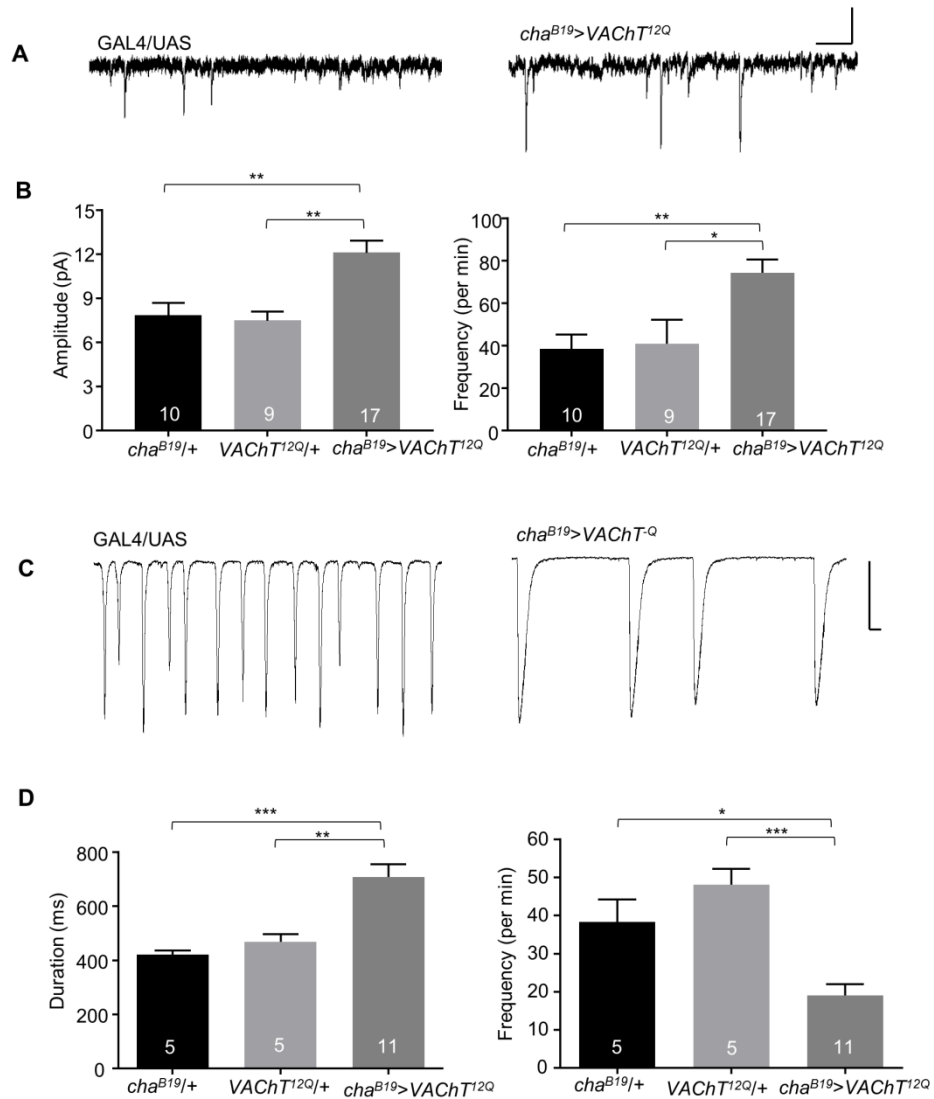 A
GAL4/UAS
chaB19>VAChT12Q
B
** 
**
Amplitude (pA)
15
12
9
6
3
0
10
9
17
chaB19/+
VAChT12Q/+
chaB19>VAChT12Q
**
*
Frequency (per min)
100
80
60
40
20
0
10
9
17
chaB19/+
VAChT12Q/+
chaB19>VAChT12Q
C
GAL4/UAS
chaB19>VAChT-Q
D
***
**
Duration (ms)
800
600
400
200
0
5
5
11
chaB19/+
VAChT12Q/+
chaB19>VAChT12Q
*
***
Frequency (per min)
60
50
40
30
20
10
0
5
5
11
chaB19/+
VAChT12Q/+
chaB19>VAChT12Q